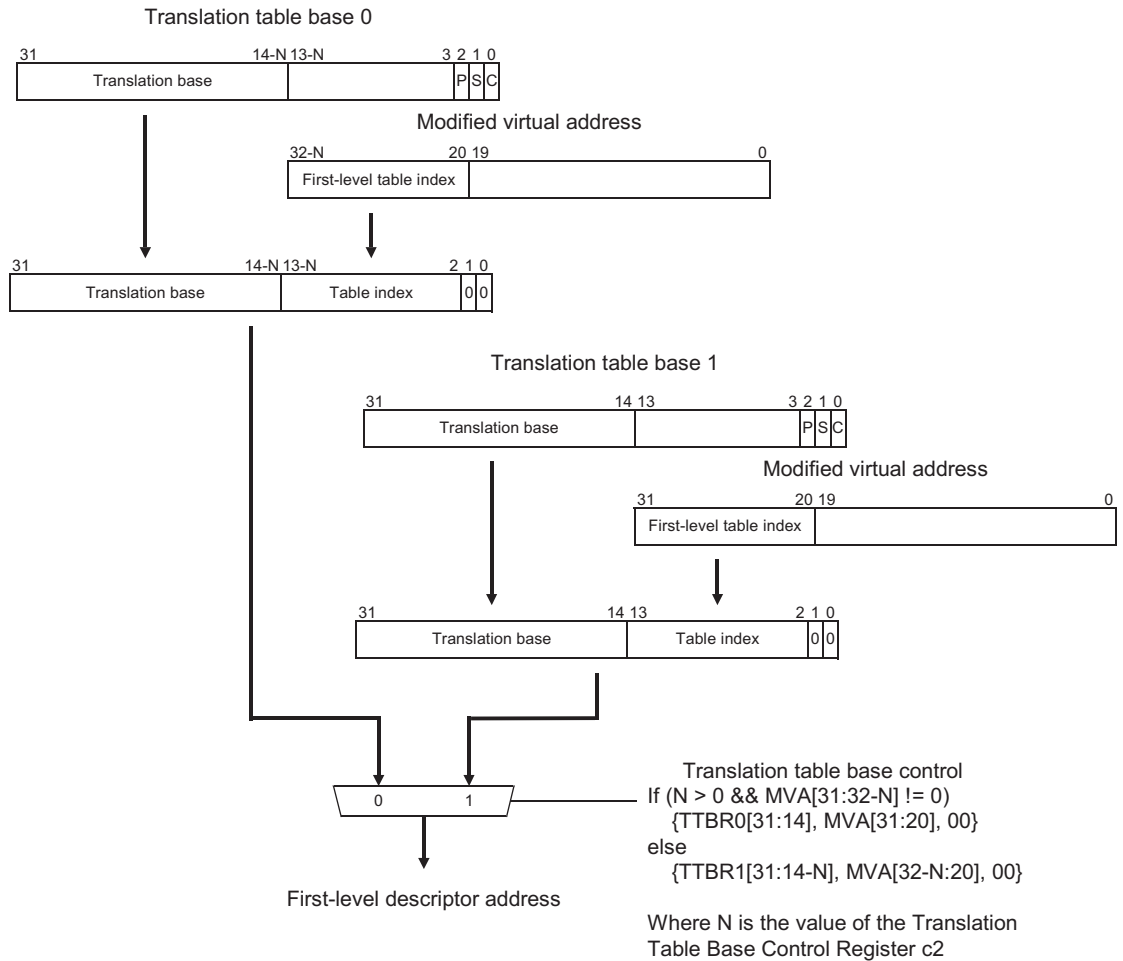 Translation table base 0
31 14-N 13-N 3 2 1 0
Translation base P S C
Modified virtual address
32-N 20 19 0
First-level table index
31 14-N 13-N 2 1 0
Translation base Table index 0 0
Translation table base 1
31 14 13 3 2 1 0
Translation base P S C
Modified virtual address
31 20 19 0
First-level table index
31 14 13 2 1 0
Translation base Table index 0 0
0 1
Translation table base control
If (N > 0 && MVA[31:32-N] != 0)
{TTBR0[31:14], MVA[31:20], 00}
else
{TTBR1[31:14-N], MVA[32-N:20], 00}
First-level descriptor address
Where N is the value of the Translation
Table Base Control Register c2